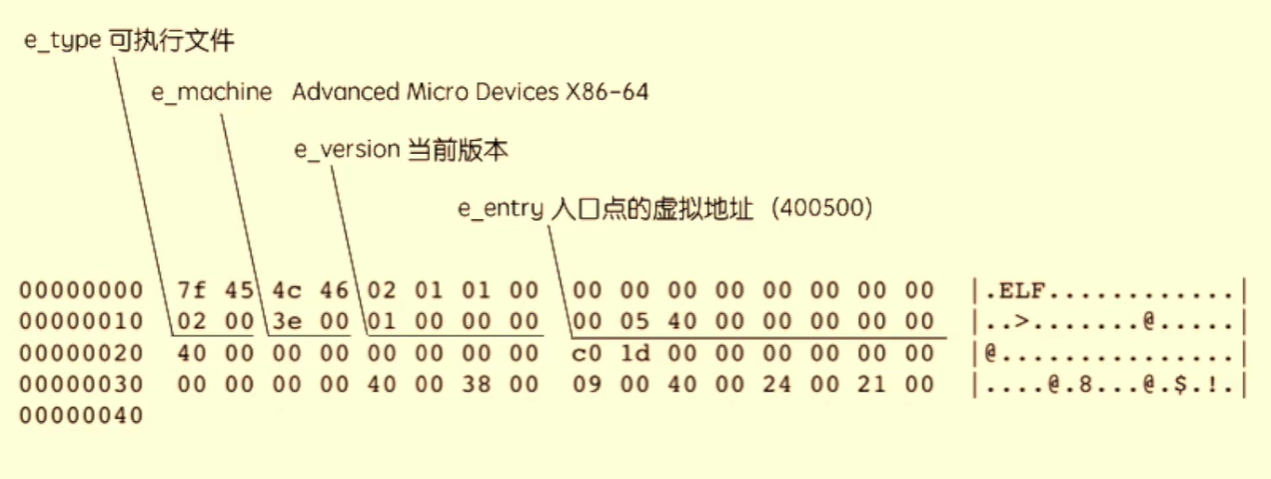 e_type 可执行文件
e_machine Advanced Micro Devices X86-64
e_version 当前版本
e_entry 入口点的虚拟地址（400500）
00000000 7f 45 4c 46 02 01 01 00 00 00 00 00 00 00 00 00 |.ELF............|
00000010 02 00 3e 00 01 00 00 00 00 05 40 00 00 00 00 00 |..>.......@.....|
00000020 40 00 00 00 00 00 00 00 c0 1d 00 00 00 00 00 00 |@...............|
00000030 00 00 00 00 40 00 38 00 09 00 40 00 24 00 21 00 |....@.8...@.$.!.|
00000040